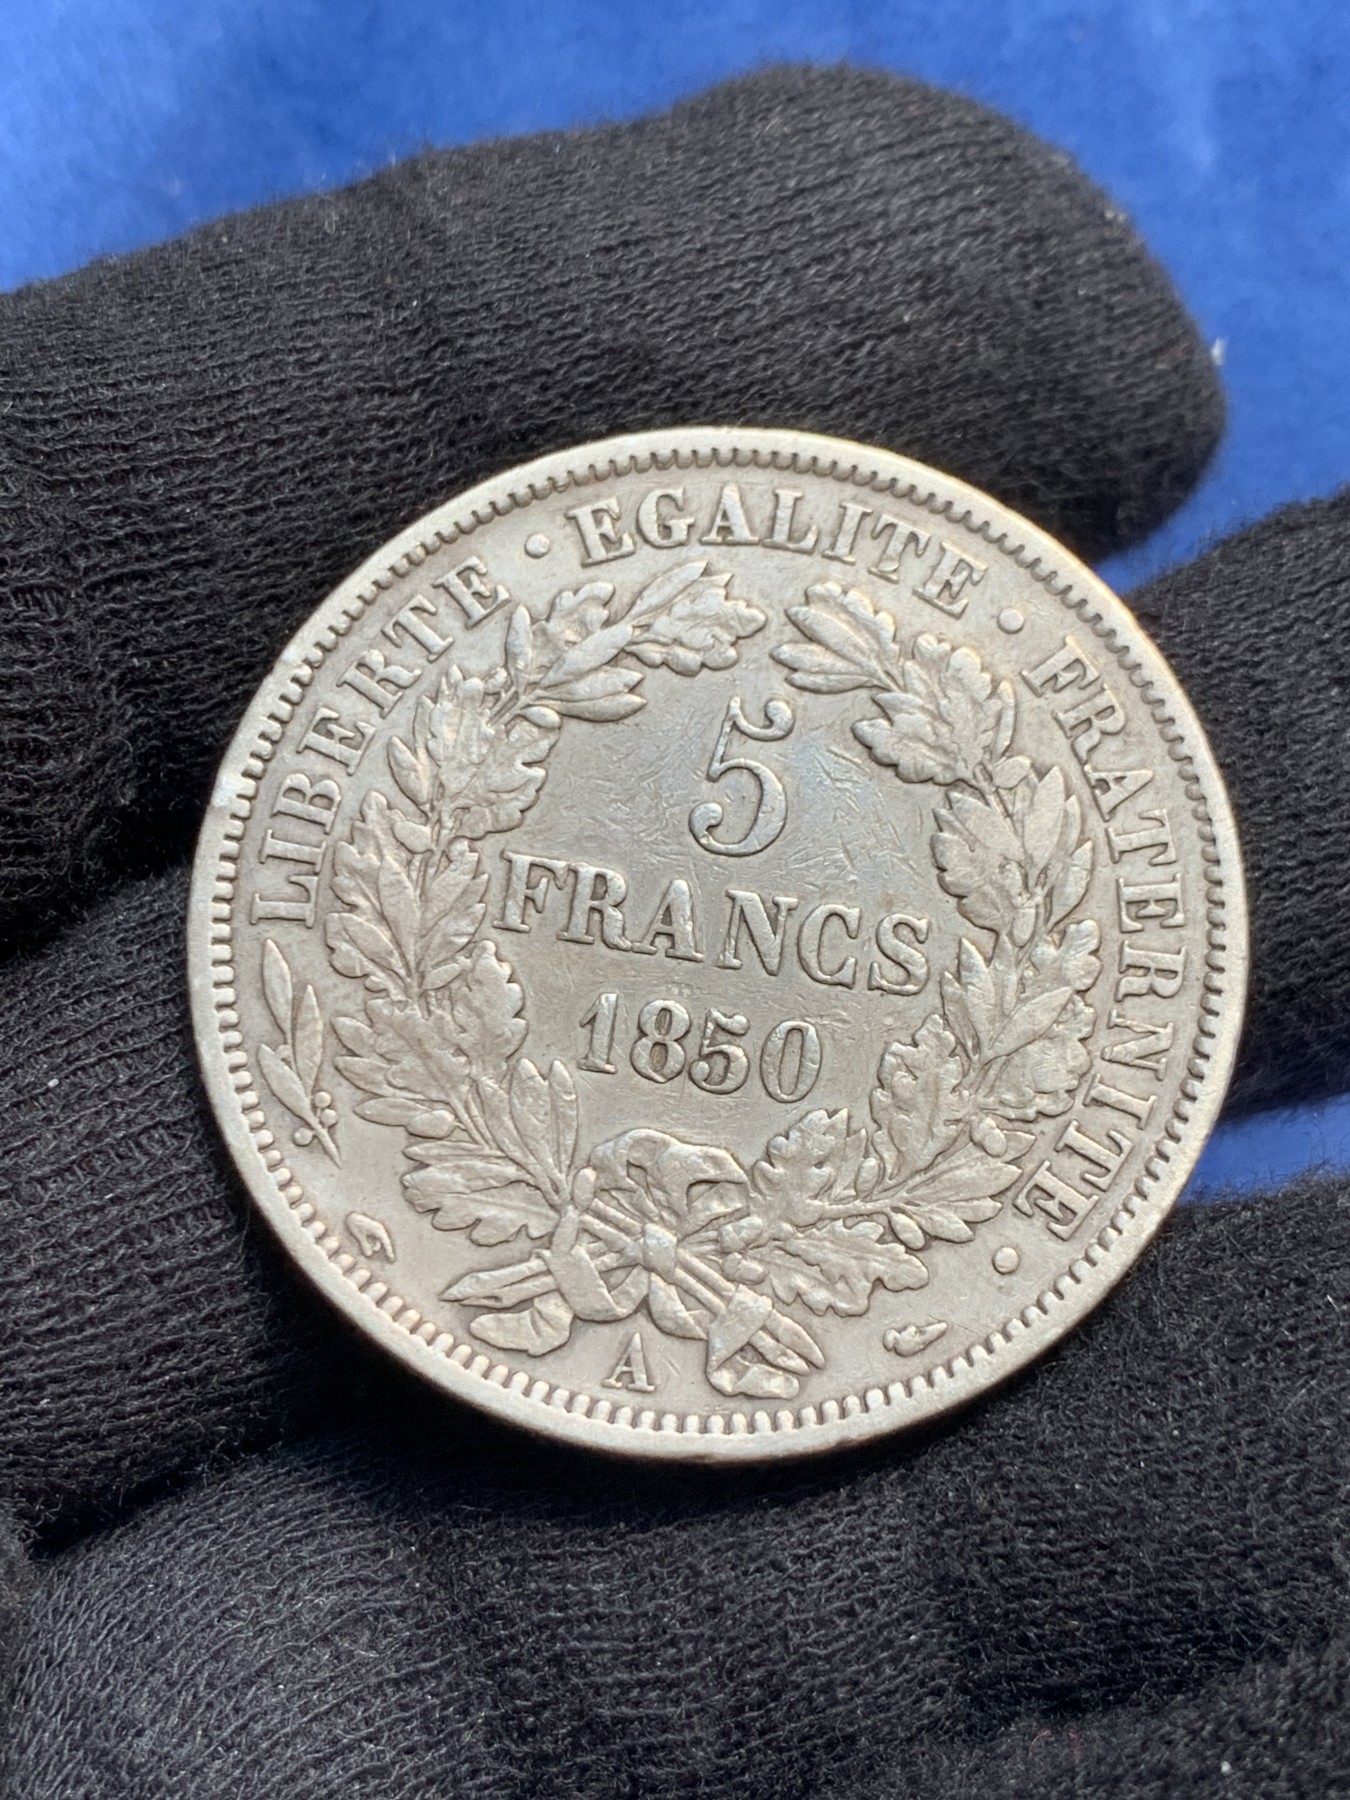 LIBERTE · EGALITE · FRATERNITE ·
5
FRANCS
1850
A